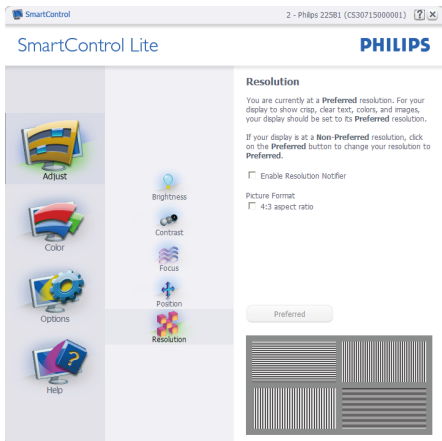 SmartControl
2 - Philips 225B1 (CS30715000001)
?
SmartControl Lite
PHILIPS
Adjust
Color
Options
Help
Brightness
Contrast
Focus
Position
Resolution
Resolution
You are currently at a Preferred resolution. For your
display to show crisp, clear text, colors, and images,
your display should be set to its Preferred resolution.
If your display is at a Non-Preferred resolution, click
on the Preferred button to change your resolution to
Preferred.
Enable Resolution Notifier
Picture Format
4:3 aspect ratio
Preferred